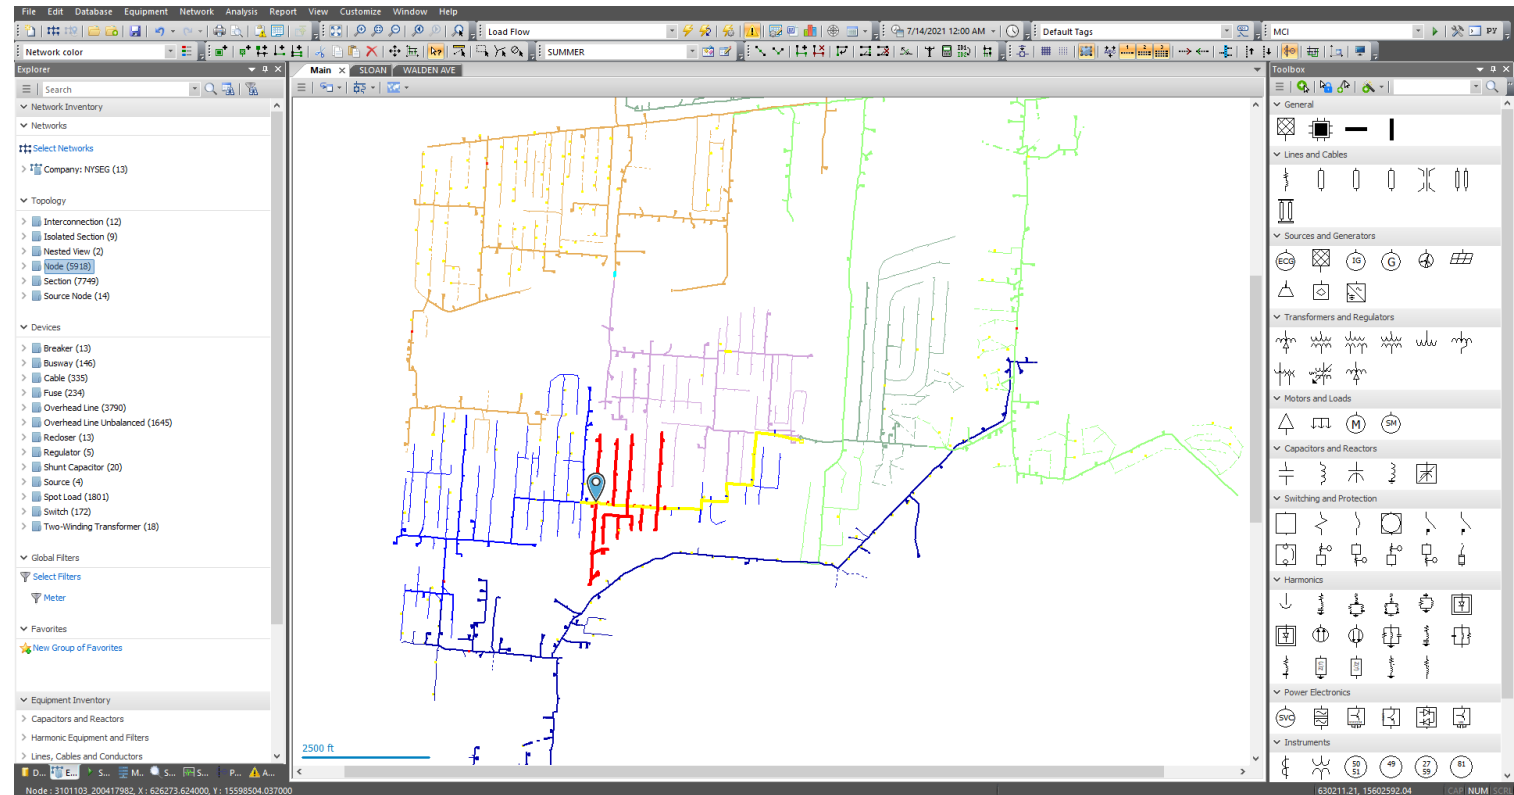 File Edit Database Equipment Network Analysis Report View Customize Window Help
Load Flow
7/14/2021 12:00 AM
Default Tags
MCI
PY
Network color
SUMMER
Explorer
Main
SLOAN
WALDEN AVE
Toolbox
Search
Network Inventory
Networks
Select Networks
Company: NYSEG (13)
Topology
Interconnection (12)
Isolated Section (9)
Nested View (2)
Node (5918)
Section (7749)
Source Node (14)
Devices
Breaker (13)
Busway (146)
Cable (335)
Fuse (234)
Overhead Line (3790)
Overhead Line Unbalanced (1645)
Recloser (13)
Regulator (5)
Shunt Capacitor (20)
Source (4)
Spot Load (1801)
Switch (172)
Two-Winding Transformer (18)
Global Filters
Select Filters
Meter
Favorites
New Group of Favorites
Equipment Inventory
Capacitors and Reactors
Harmonic Equipment and Filters
Lines, Cables and Conductors
D... E... S... M.. S... S... P... A...
2500 ft
General
Lines and Cables
Sources and Generators
ECG
IG
G
Transformers and Regulators
Motors and Loads
M
SM
Capacitors and Reactors
Switching and Protection
Harmonics
Power Electronics
SVC
Instruments
50
51
49
27
59
81
Node : 3101103_200417982, X : 626273.624000, Y : 15598504.037000
630211.21, 15602592.04
CAP NUM SCRL